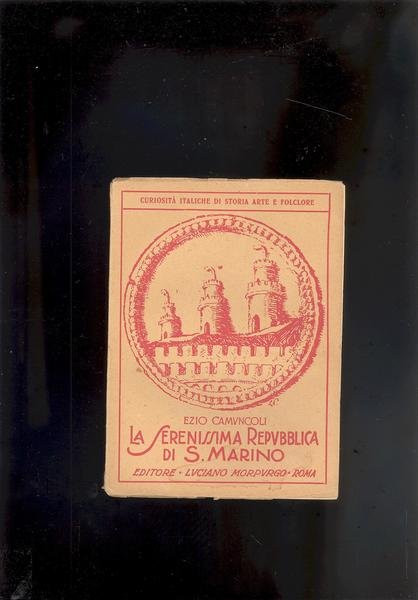 CURIOSITÀ ITALICHE DI STORIA ARTE E FOLCLORE
EZIO CAMVNCOLI
LA SERENISSIMA REPVBBLICA
DI S. MARINO
EDITORE · LVCIANO MORPVRGO · ROMA